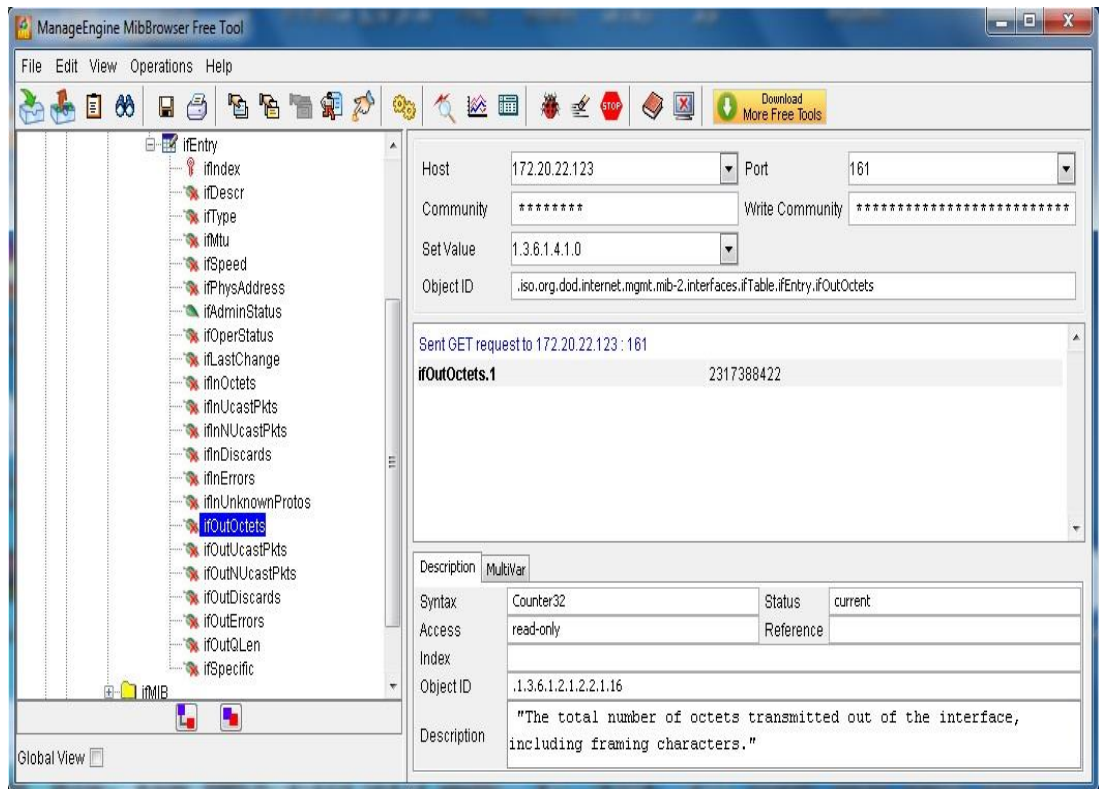 ManageEngine MibBrowser Free Tool
File Edit View Operations Help
STOP
Download
More Free Tools
ifEntry
ifIndex
ifDescr
ifType
ifMtu
ifSpeed
ifPhysAddress
ifAdminStatus
ifOperStatus
ifLastChange
ifInOctets
ifInUcastPkts
ifInNUcastPkts
ifInDiscards
ifInErrors
ifInUnknownProtos
ifOutOctets
ifOutUcastPkts
ifOutNUcastPkts
ifOutDiscards
ifOutErrors
ifOutQLen
ifSpecific
ifMIB
Global View
Host 172.20.22.123 Port 161
Community ******** Write Community **************************
Set Value 1.3.6.1.4.1.0
Object ID .iso.org.dod.internet.mgmt.mib-2.interfaces.ifTable.ifEntry.ifOutOctets
Sent GET request to 172.20.22.123 : 161
ifOutOctets.1 2317388422
Description MultiVar
Syntax Counter32 Status current
Access read-only Reference
Index
Object ID .1.3.6.1.2.1.2.2.1.16
Description "The total number of octets transmitted out of the interface,
including framing characters."